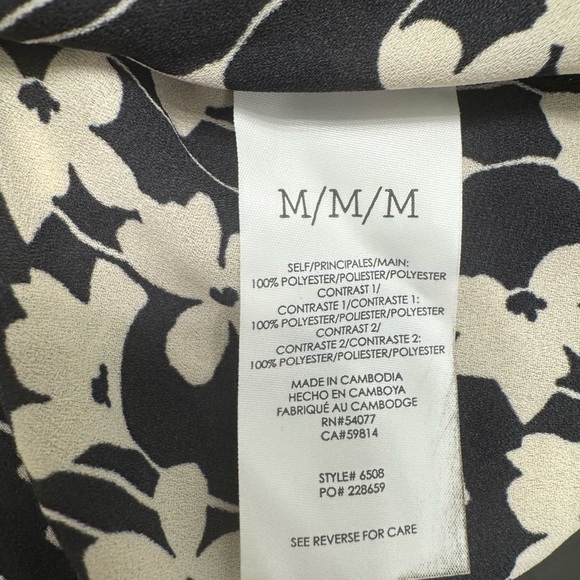 M/M/M
SELF/PRINCIPALES/MAIN:
100% POLYESTER/POLIESTER/POLYESTER
CONTRAST 1/
CONTRASTE 1/CONTRASTE 1:
100% POLYESTER/POLIESTER/POLYESTER
CONTRAST 2/
CONTRASTE 2/CONTRASTE 2:
100% POLYESTER/POLIESTER/POLYESTER
MADE IN CAMBODIA
HECHO EN CAMBOYA
FABRIQUÉ AU CAMBODGE
RN#54077
CA#59814
STYLE# 6508
PO# 228659
SEE REVERSE FOR CARE